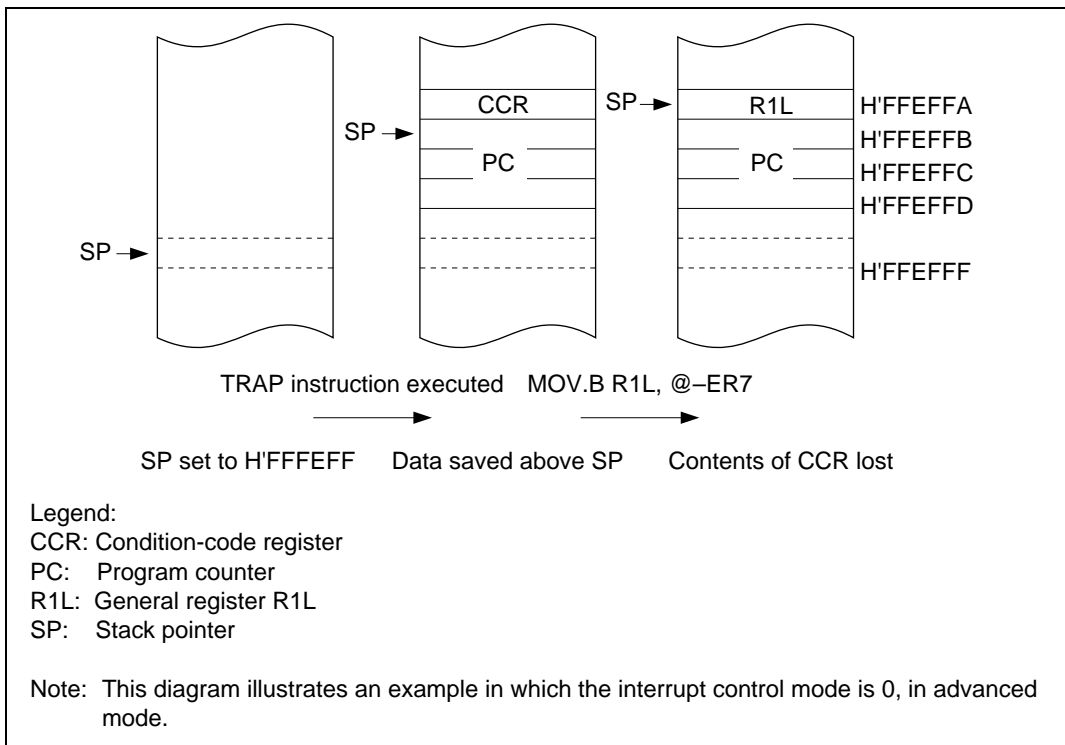 CCR SP R1L H'FFEFFA
SP H'FFEFFB
PC PC H'FFEFFC
H'FFEFFD
SP
H'FFEFFF
TRAP instruction executed MOV.B R1L, @–ER7
SP set to H'FFFEFF Data saved above SP Contents of CCR lost
Legend:
CCR: Condition-code register
PC: Program counter
R1L: General register R1L
SP: Stack pointer
Note: This diagram illustrates an example in which the interrupt control mode is 0, in advanced
mode.